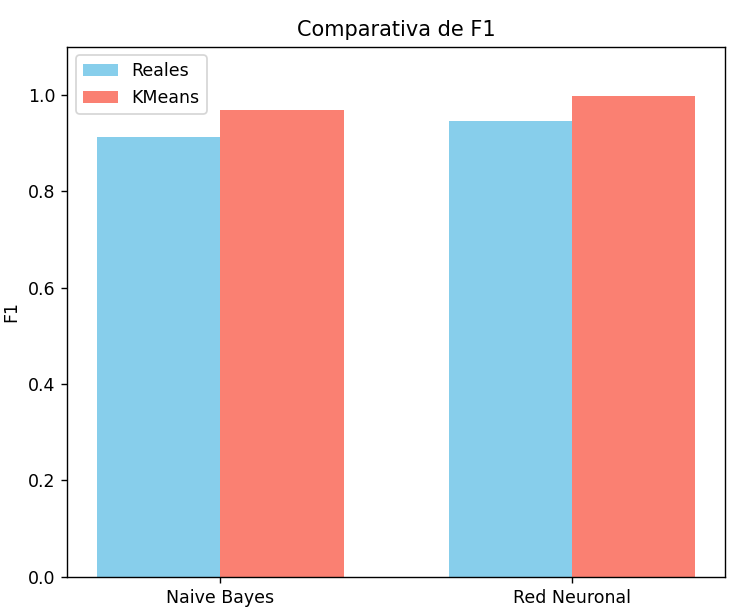 Comparativa de F1
Reales
KMeans
1.0
0.8
0.6
0.4
0.2
0.0
F1
Naive Bayes
Red Neuronal